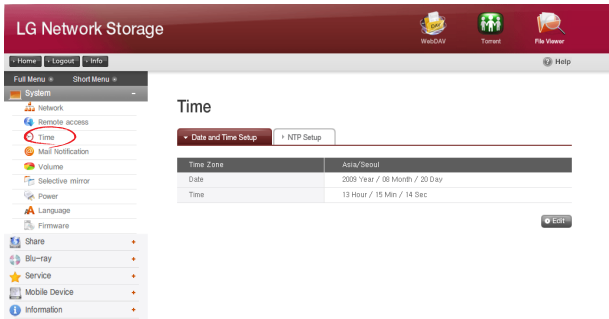 LG Network Storage
WebDAV
Torrent
File Viewer
Home Logout Info
Help
Full Menu Short Menu
System
Network
Remote access
Time
Mail Notification
Volume
Selective mirror
Power
Language
Firmware
Share
Blu-ray
Service
Mobile Device
Information
Time
Date and Time Setup NTP Setup
Time Zone Asia/Seoul
Date 2009 Year / 08 Month / 20 Day
Time 13 Hour / 15 Min / 14 Sec
Edit